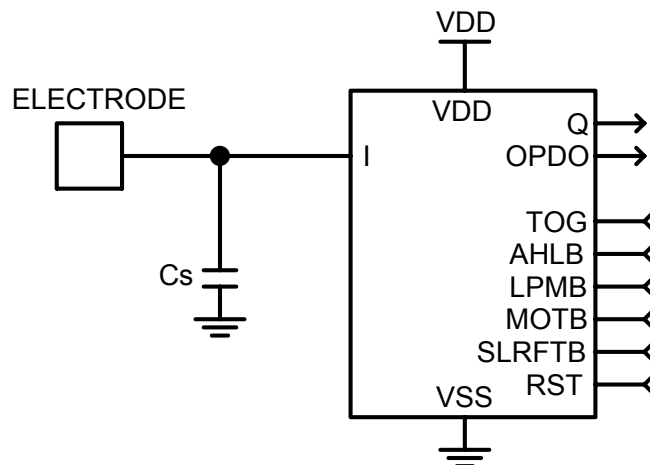 VDD
ELECTRODE
VDD
I
Q
OPDO
TOG
AHLB
LPMB
MOTB
SLRFTB
RST
Cs
VSS